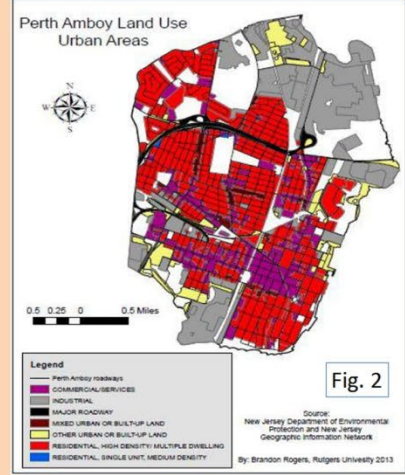 Perth Amboy Land Use
Urban Areas
N
W E
S
0.5 0.25 0 0.5 Miles
Legend
Perth Amboy roadways
COMMERCIAL/SERVICES
INDUSTRIAL
MAJOR ROADWAY
MIXED URBAN OR BUILT-UP LAND
OTHER URBAN OR BUILT-UP LAND
RESIDENTIAL, HIGH DENSITY/ MULTIPLE DWELLING
RESIDENTIAL, SINGLE UNIT, MEDIUM DENSITY
Fig. 2
Source:
New Jersey Department of Environmental
Protection and New Jersey
Geographic Information Network
By: Brandon Rogers, Rutgers Univesity 2013